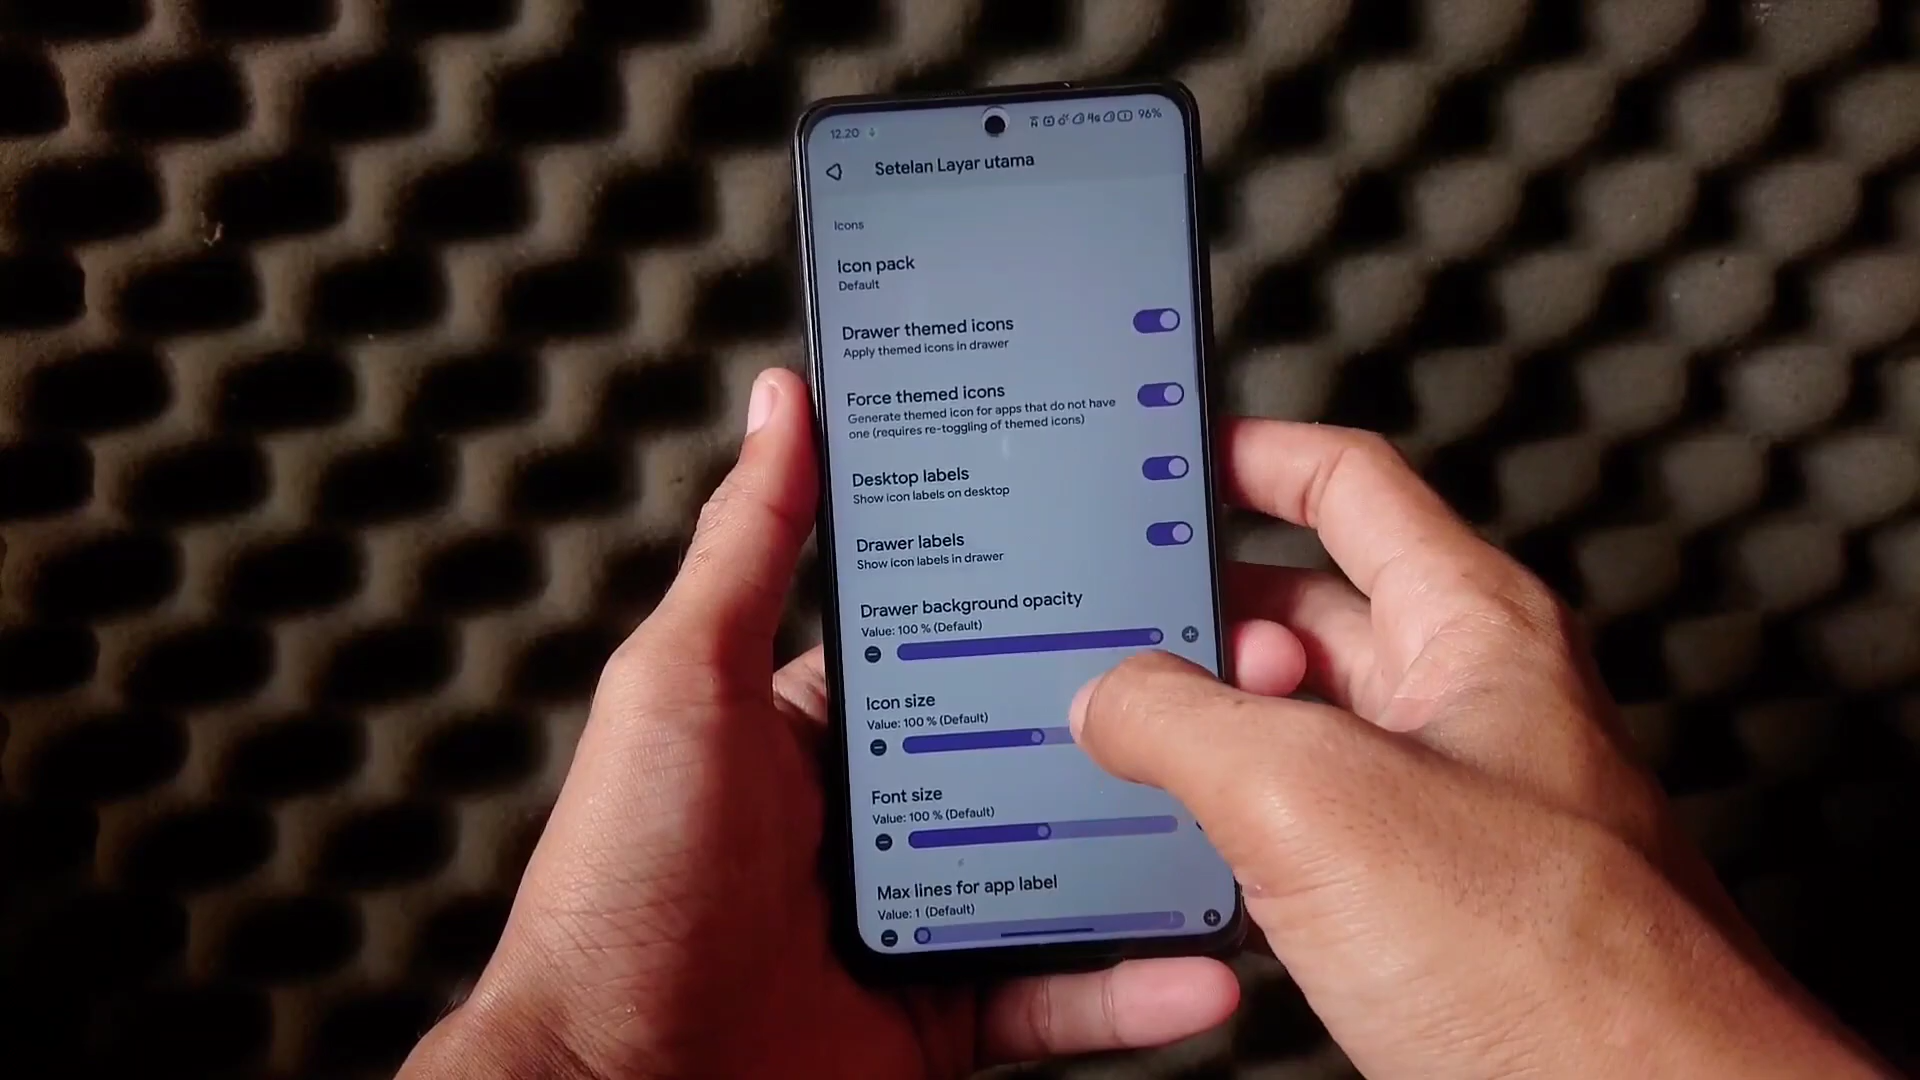 12.20
4G 96%
Setelan Layar utama
Icons
Icon pack
Default
Drawer themed icons
Apply themed icons in drawer
Force themed icons
Generate themed icon for apps that do not have
one (requires re-toggling of themed icons)
Desktop labels
Show icon labels on desktop
Drawer labels
Show icon labels in drawer
Drawer background opacity
Value: 100 % (Default)
Icon size
Value: 100 % (Default)
Font size
Value: 100 % (Default)
Max lines for app label
Value: 1 (Default)